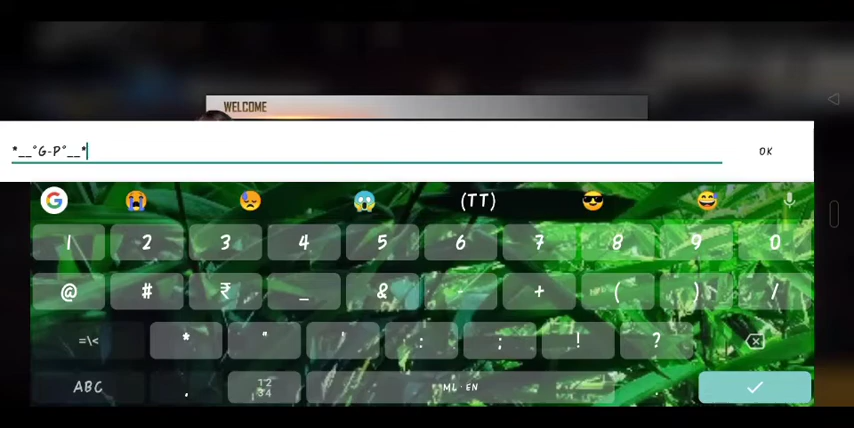 WELCOME
*__°G-P°__*
OK
G (TT)
1 2 3 4 5 6 7 8 9 0
@ # ₹ _ & - + ( ) /
=\< * " ' : ; ! ?
ABC , 12 ML · EN
34